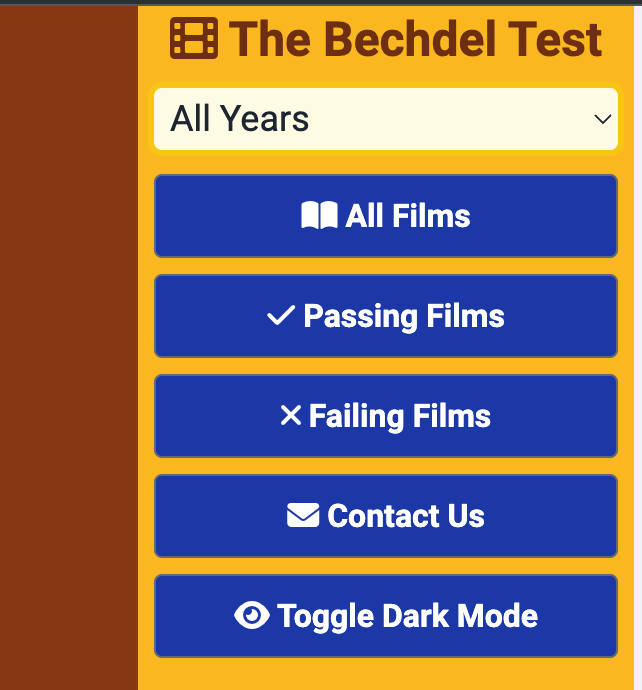 The Bechdel Test
All Years
All Films
Passing Films
Failing Films
Contact Us
Toggle Dark Mode